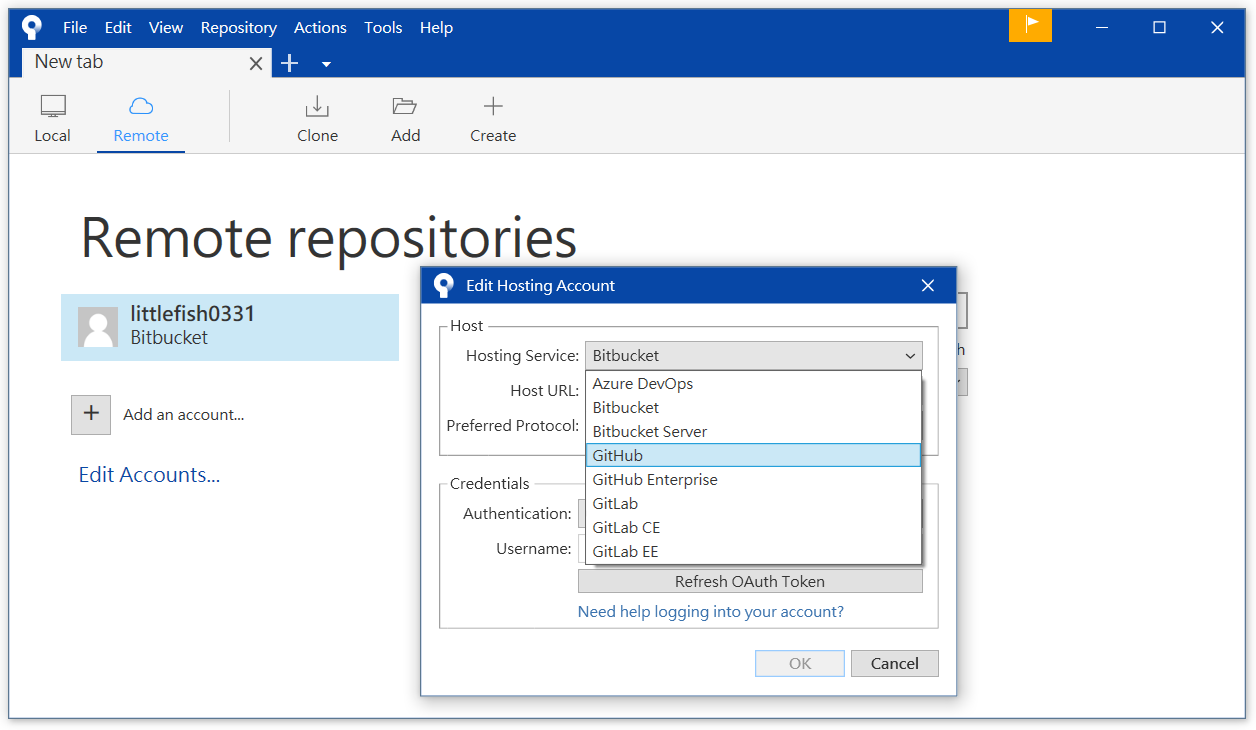 File Edit View Repository Actions Tools Help
New tab
Local Remote Clone Add Create
Remote repositories
littlefish0331
Bitbucket
Add an account...
Edit Accounts...
Edit Hosting Account
Host
Hosting Service: Bitbucket
Host URL:
Preferred Protocol:
Azure DevOps
Bitbucket
Bitbucket Server
GitHub
GitHub Enterprise
GitLab
GitLab CE
GitLab EE
Credentials
Authentication:
Username:
Refresh OAuth Token
Need help logging into your account?
OK Cancel